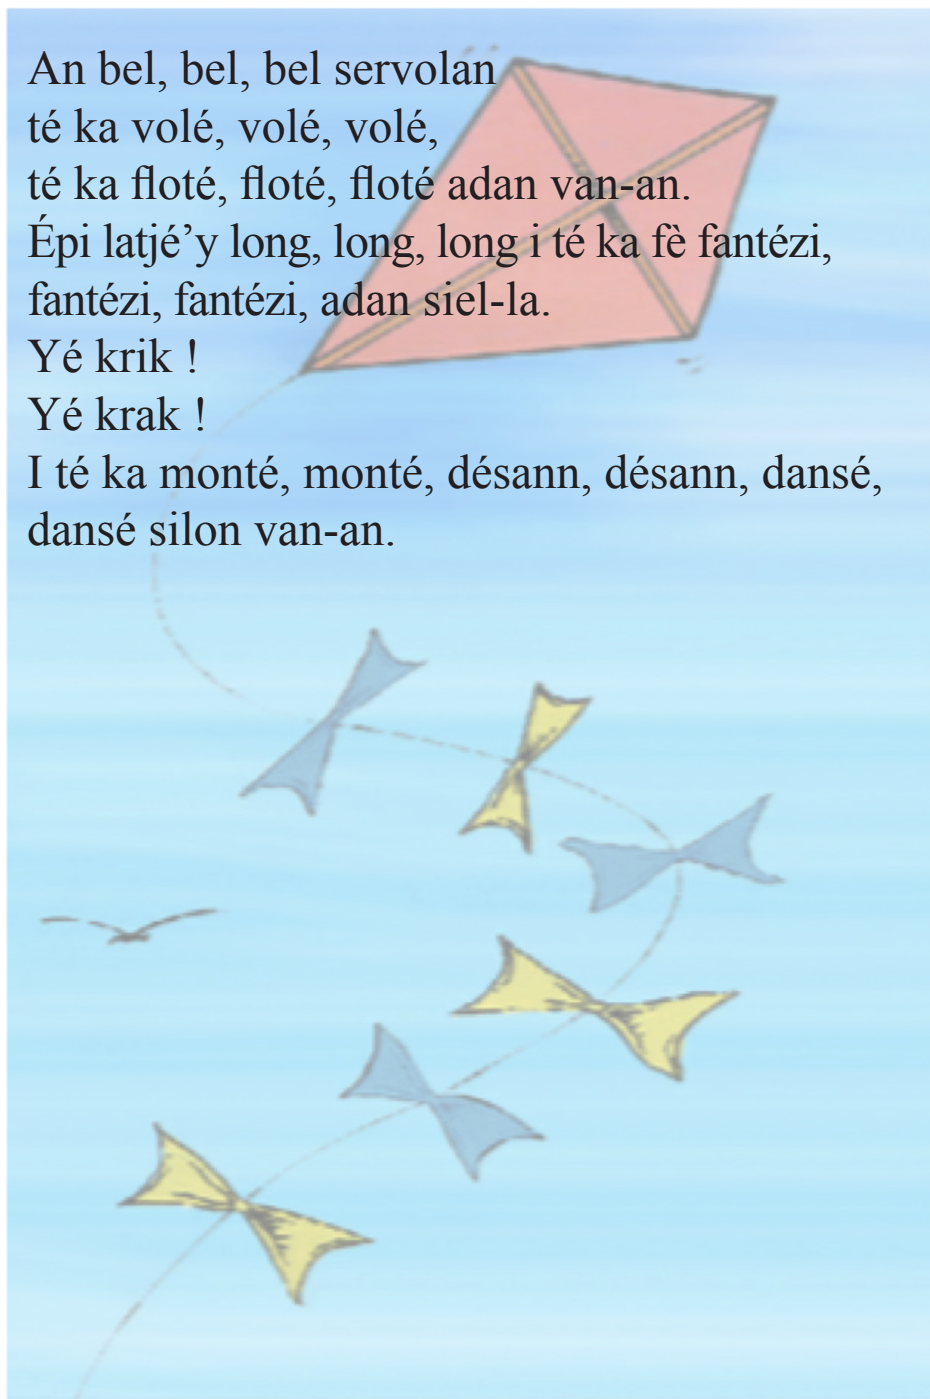 An bel, bel, bel servolan
té ka volé, volé, volé,
té ka floté, floté, floté adan van-an.
Épi latjé’y long, long, long i té ka fè fantézi,
fantézi, fantézi, adan siel-la.
Yé krik !
Yé krak !
I té ka monté, monté, désann, désann, dansé,
dansé silon van-an.